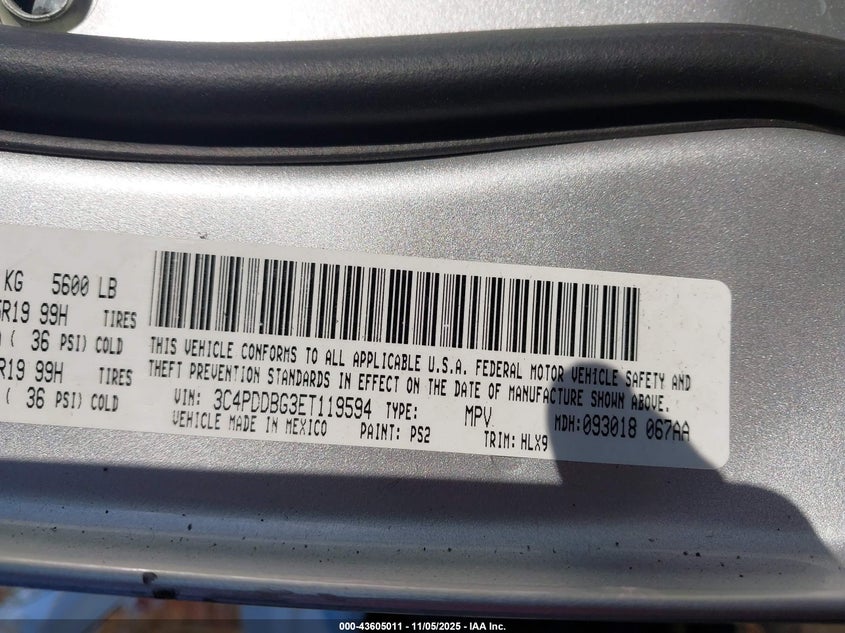 KG 5600 LB
R19 99H TIRES
( 36 PSI) COLD
R19 99H TIRES
( 36 PSI) COLD
THIS VEHICLE CONFORMS TO ALL APPLICABLE U.S.A. FEDERAL MOTOR VEHICLE SAFETY AND
THEFT PREVENTION STANDARDS IN EFFECT ON THE DATE OF MANUFACTURE SHOWN ABOVE.
VIN: 3C4PDDBG3ET119594 TYPE: MPV MDH:093018 067AA
VEHICLE MADE IN MEXICO PAINT: PS2 TRIM: HLX9
000-43605011 - 11/05/2025 - IAA Inc.